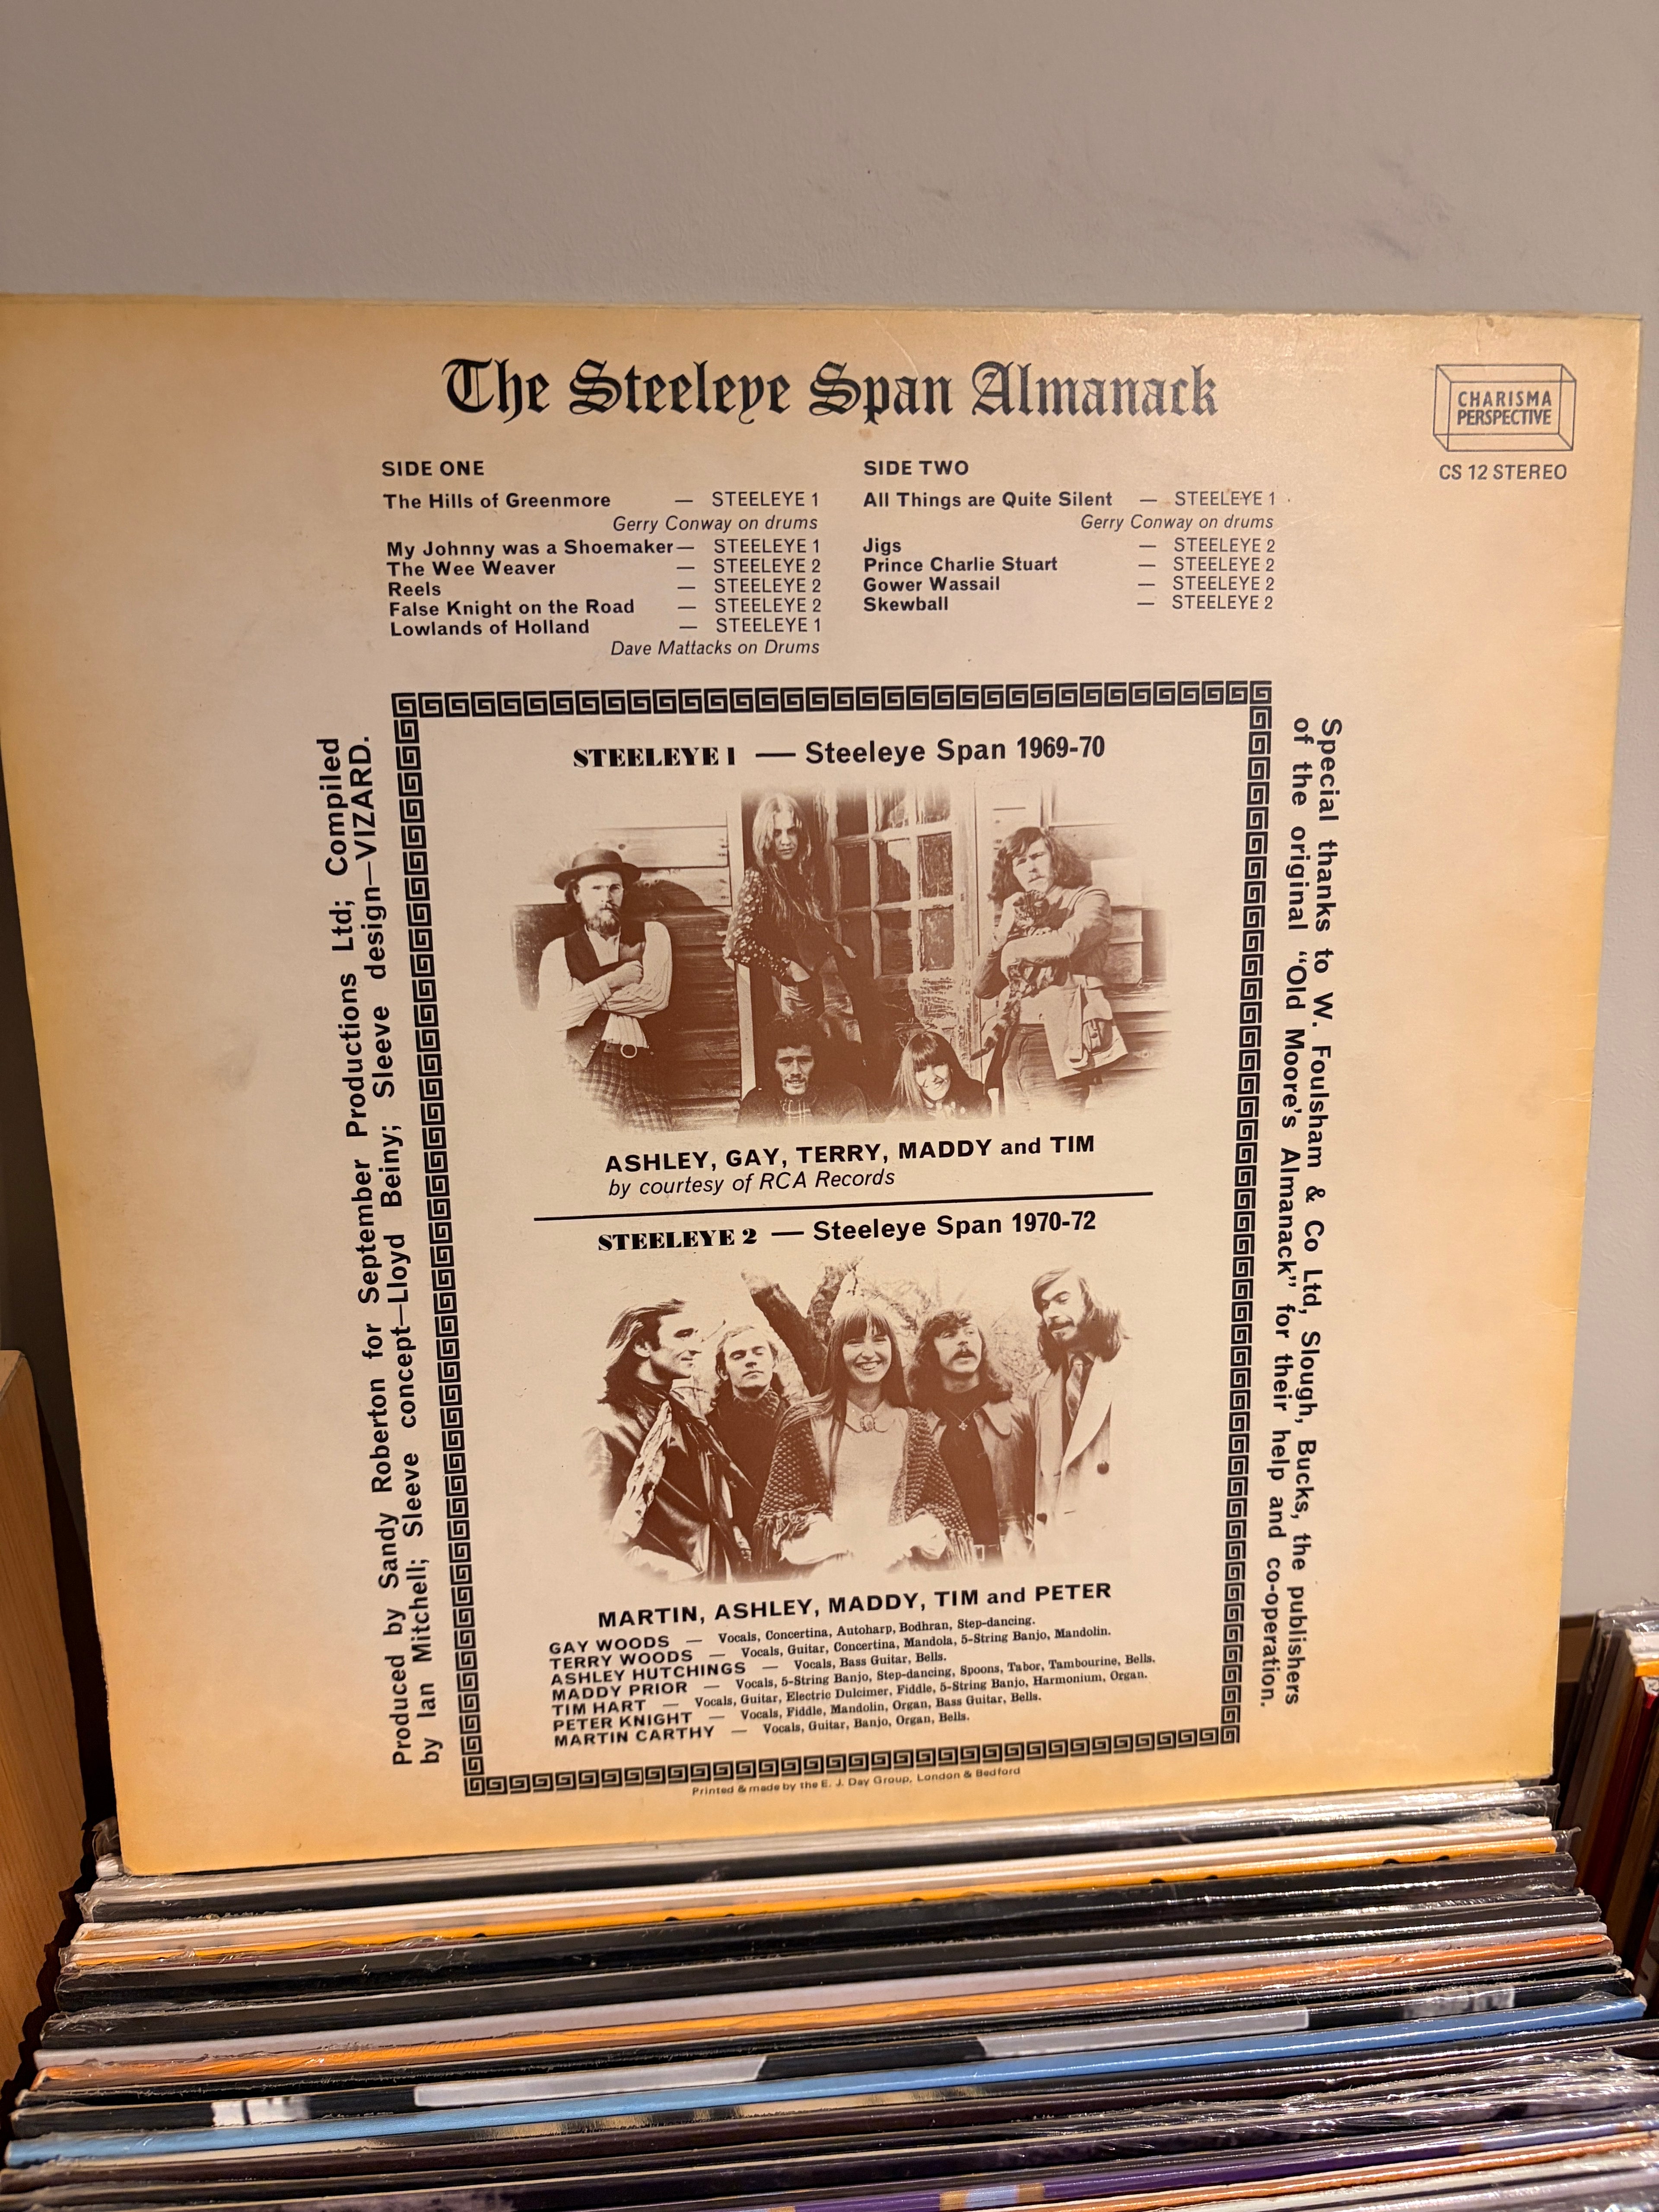 The Steeleye Span Almanack
CHARISMA
PERSPECTIVE
CS 12 STEREO
SIDE ONE
The Hills of Greenmore — STEELEYE 1
Gerry Conway on drums
My Johnny was a Shoemaker — STEELEYE 1
The Wee Weaver — STEELEYE 2
Reels — STEELEYE 2
False Knight on the Road — STEELEYE 2
Lowlands of Holland — STEELEYE 1
Dave Mattacks on Drums
SIDE TWO
All Things are Quite Silent — STEELEYE 1
Gerry Conway on drums
Jigs — STEELEYE 2
Prince Charlie Stuart — STEELEYE 2
Gower Wassail — STEELEYE 2
Skewball — STEELEYE 2
Produced by Sandy Roberton for September Productions Ltd; Compiled
by Ian Mitchell; Sleeve concept—Lloyd Beiny; Sleeve design—VIZARD.
STEELEYE 1 — Steeleye Span 1969-70
ASHLEY, GAY, TERRY, MADDY and TIM
by courtesy of RCA Records
STEELEYE 2 — Steeleye Span 1970-72
MARTIN, ASHLEY, MADDY, TIM and PETER
GAY WOODS — Vocals, Concertina, Autoharp, Bodhran, Step-dancing.
TERRY WOODS — Vocals, Guitar, Concertina, Mandola, 5-String Banjo, Mandolin.
ASHLEY HUTCHINGS — Vocals, Bass Guitar, Bells.
MADDY PRIOR — Vocals, 5-String Banjo, Step-dancing, Spoons, Tabor, Tambourine, Bells.
TIM HART — Vocals, Guitar, Electric Dulcimer, Fiddle, 5-String Banjo, Harmonium, Organ.
PETER KNIGHT — Vocals, Fiddle, Mandolin, Organ, Bass Guitar, Bells.
MARTIN CARTHY — Vocals, Guitar, Banjo, Organ, Bells.
Printed & made by the E. J. Day Group, London & Bedford
Special thanks to W. Foulsham & Co Ltd, Slough, Bucks, the publishers
of the original “Old Moore's Almanack” for their help and co-operation.